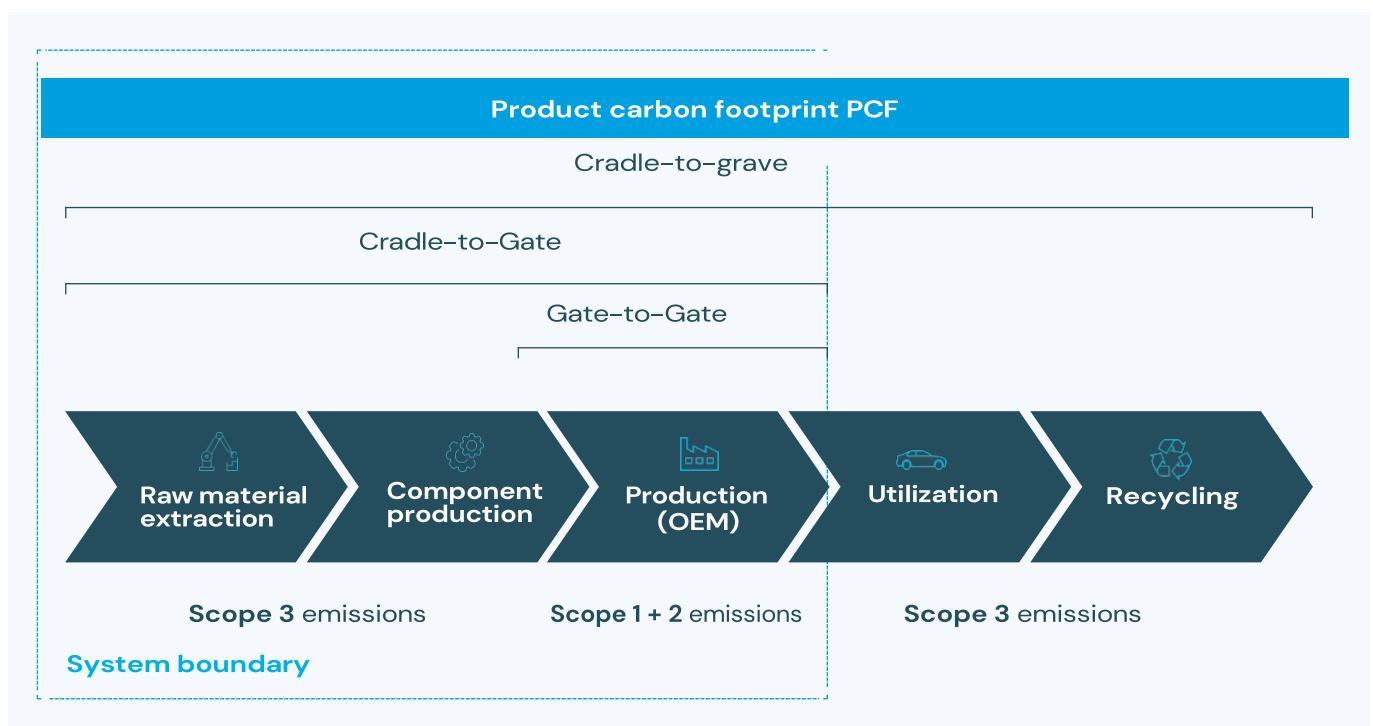 Product carbon footprint PCF
Cradle-to-grave
Cradle-to-Gate
Gate-to-Gate
Raw material
extraction
Component
production
Production
(OEM)
Utilization
Recycling
Scope 3 emissions
Scope 1 + 2 emissions
Scope 3 emissions
System boundary